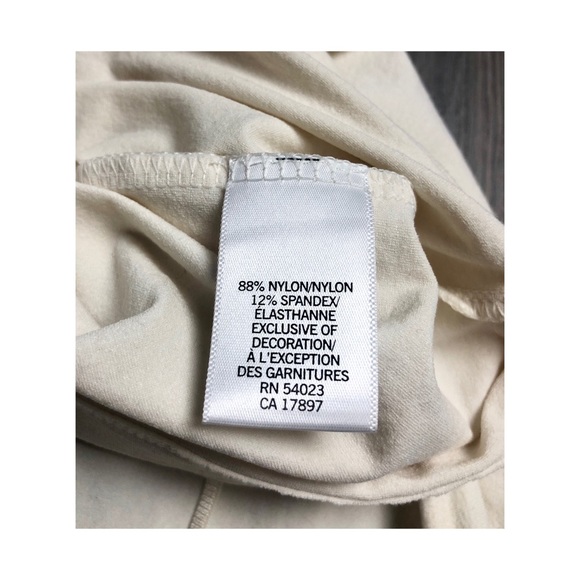 88% NYLON/NYLON
12% SPANDEX/
ÉLASTHANNE
EXCLUSIVE OF
DECORATION/
À L'EXCEPTION
DES GARNITURES
RN 54023
CA 17897